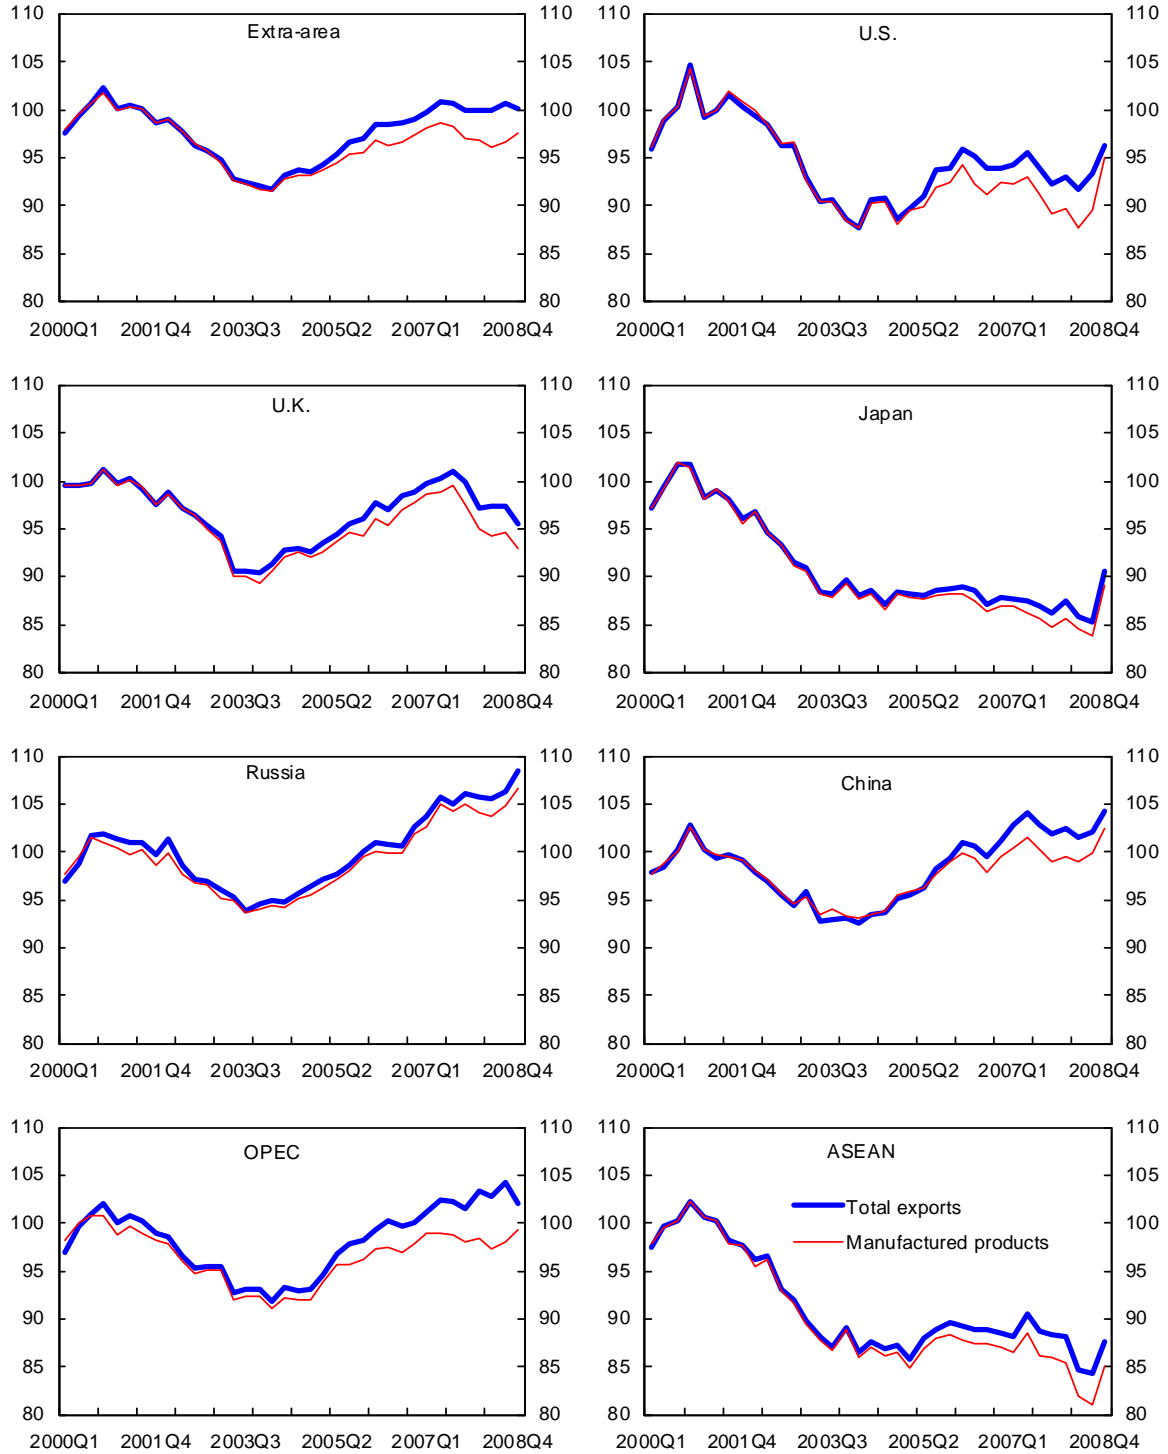 110 110 110 110
Extra-area U.S.
105 105 105 105
100 100 100 100
95 95 95 95
90 90 90 90
85 85 85 85
80 80 80 80
2000Q1 2001Q4 2003Q3 2005Q2 2007Q1 2008Q4 2000Q1 2001Q4 2003Q3 2005Q2 2007Q1 2008Q4
110 110 110 110
U.K. Japan
105 105 105 105
100 100 100 100
95 95 95 95
90 90 90 90
85 85 85 85
80 80 80 80
2000Q1 2001Q4 2003Q3 2005Q2 2007Q1 2008Q4 2000Q1 2001Q4 2003Q3 2005Q2 2007Q1 2008Q4
110 110 110 110
Russia China
105 105 105 105
100 100 100 100
95 95 95 95
90 90 90 90
85 85 85 85
80 80 80 80
2000Q1 2001Q4 2003Q3 2005Q2 2007Q1 2008Q4 2000Q1 2001Q4 2003Q3 2005Q2 2007Q1 2008Q4
110 110 110 110
OPEC ASEAN
105 105 105 105
Total exports
100 100 100 100
Manufactured products
95 95 95 95
90 90 90 90
85 85 85 85
80 80 80 80
2000Q1 2001Q4 2003Q3 2005Q2 2007Q1 2008Q4 2000Q1 2001Q4 2003Q3 2005Q2 2007Q1 2008Q4